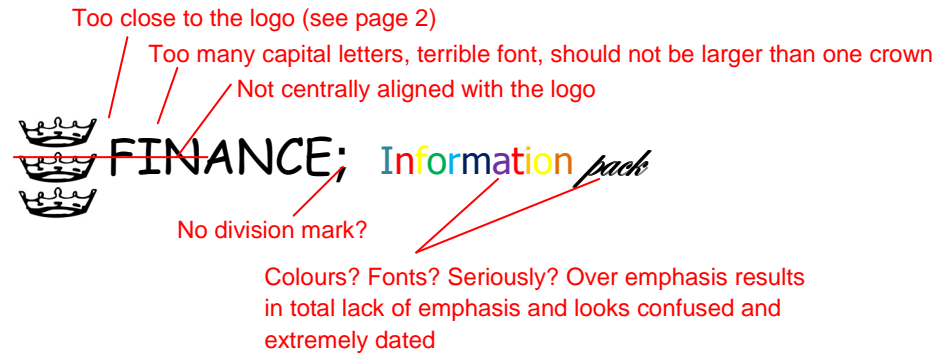 Too close to the logo (see page 2)
Too many capital letters, terrible font, should not be larger than one crown
Not centrally aligned with the logo
FINANCE; Information pack
No division mark?
Colours? Fonts? Seriously? Over emphasis results
in total lack of emphasis and looks confused and
extremely dated